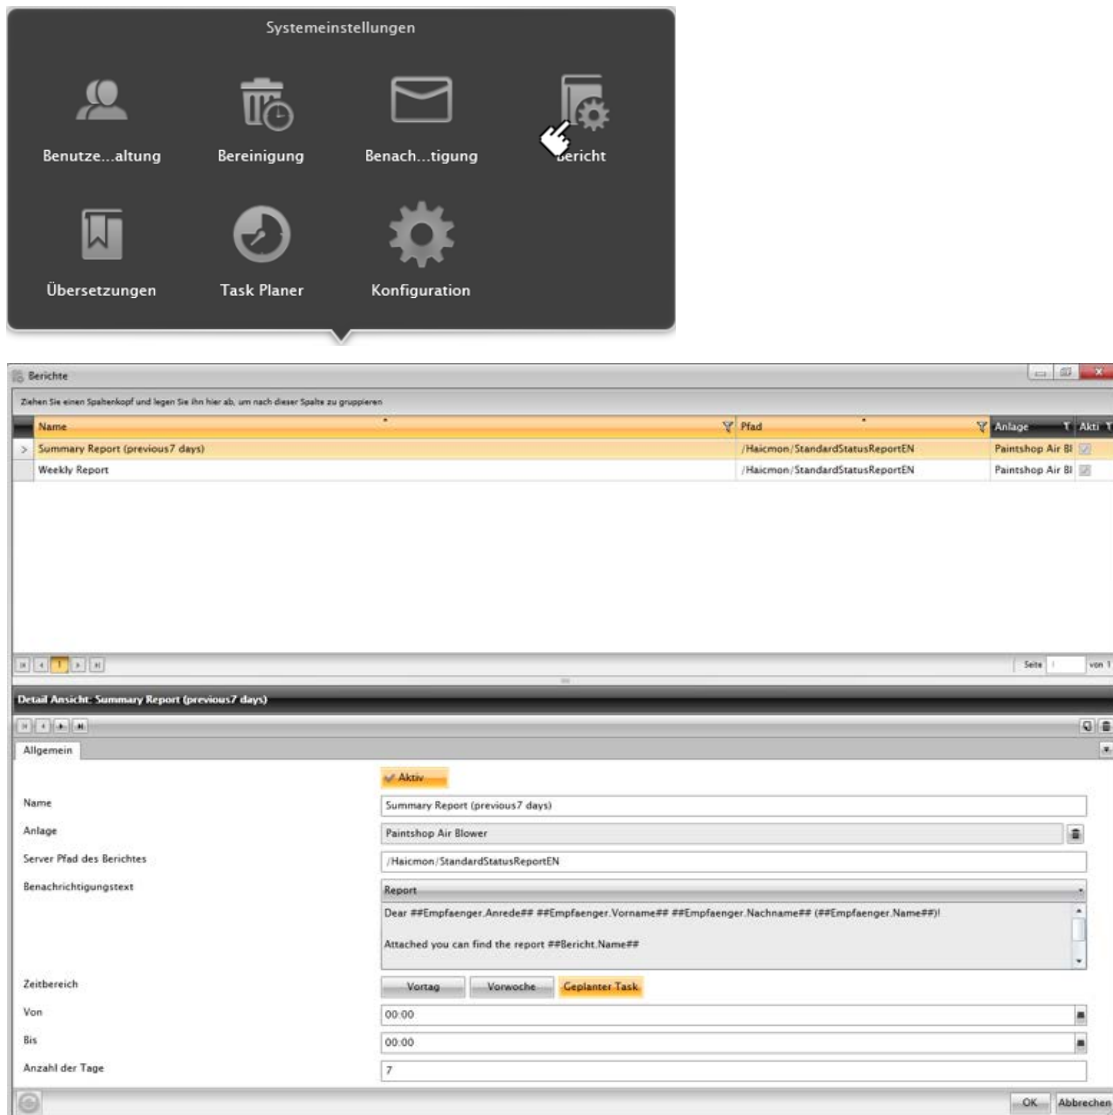 Systemeinstellungen
Benutze...altung Bereinigung Benach...tigung Bericht
Übersetzungen Task Planer Konfiguration
Berichte
Ziehen Sie einen Spaltenkopf und legen Sie ihn hier ab, um nach dieser Spalte zu gruppieren
Name Pfad Anlage Akti
Summary Report (previous7 days) /Haicmon/StandardStatusReportEN Paintshop Air Bl
Weekly Report /Haicmon/StandardStatusReportEN Paintshop Air Bl
1 Seite 1 von 1
Detail Ansicht: Summary Report (previous7 days)
Allgemein
Aktiv
Name Summary Report (previous7 days)
Anlage Paintshop Air Blower
Server Pfad des Berichtes /Haicmon/StandardStatusReportEN
Benachrichtigungstext Report
Dear ##Empfaenger.Anrede## ##Empfaenger.Vorname## ##Empfaenger.Nachname## (##Empfaenger.Name##)!
Attached you can find the report ##Bericht.Name##
Zeitbereich Vortag Vorwoche Geplanter Task
Von 00:00
Bis 00:00
Anzahl der Tage 7
OK Abbrechen